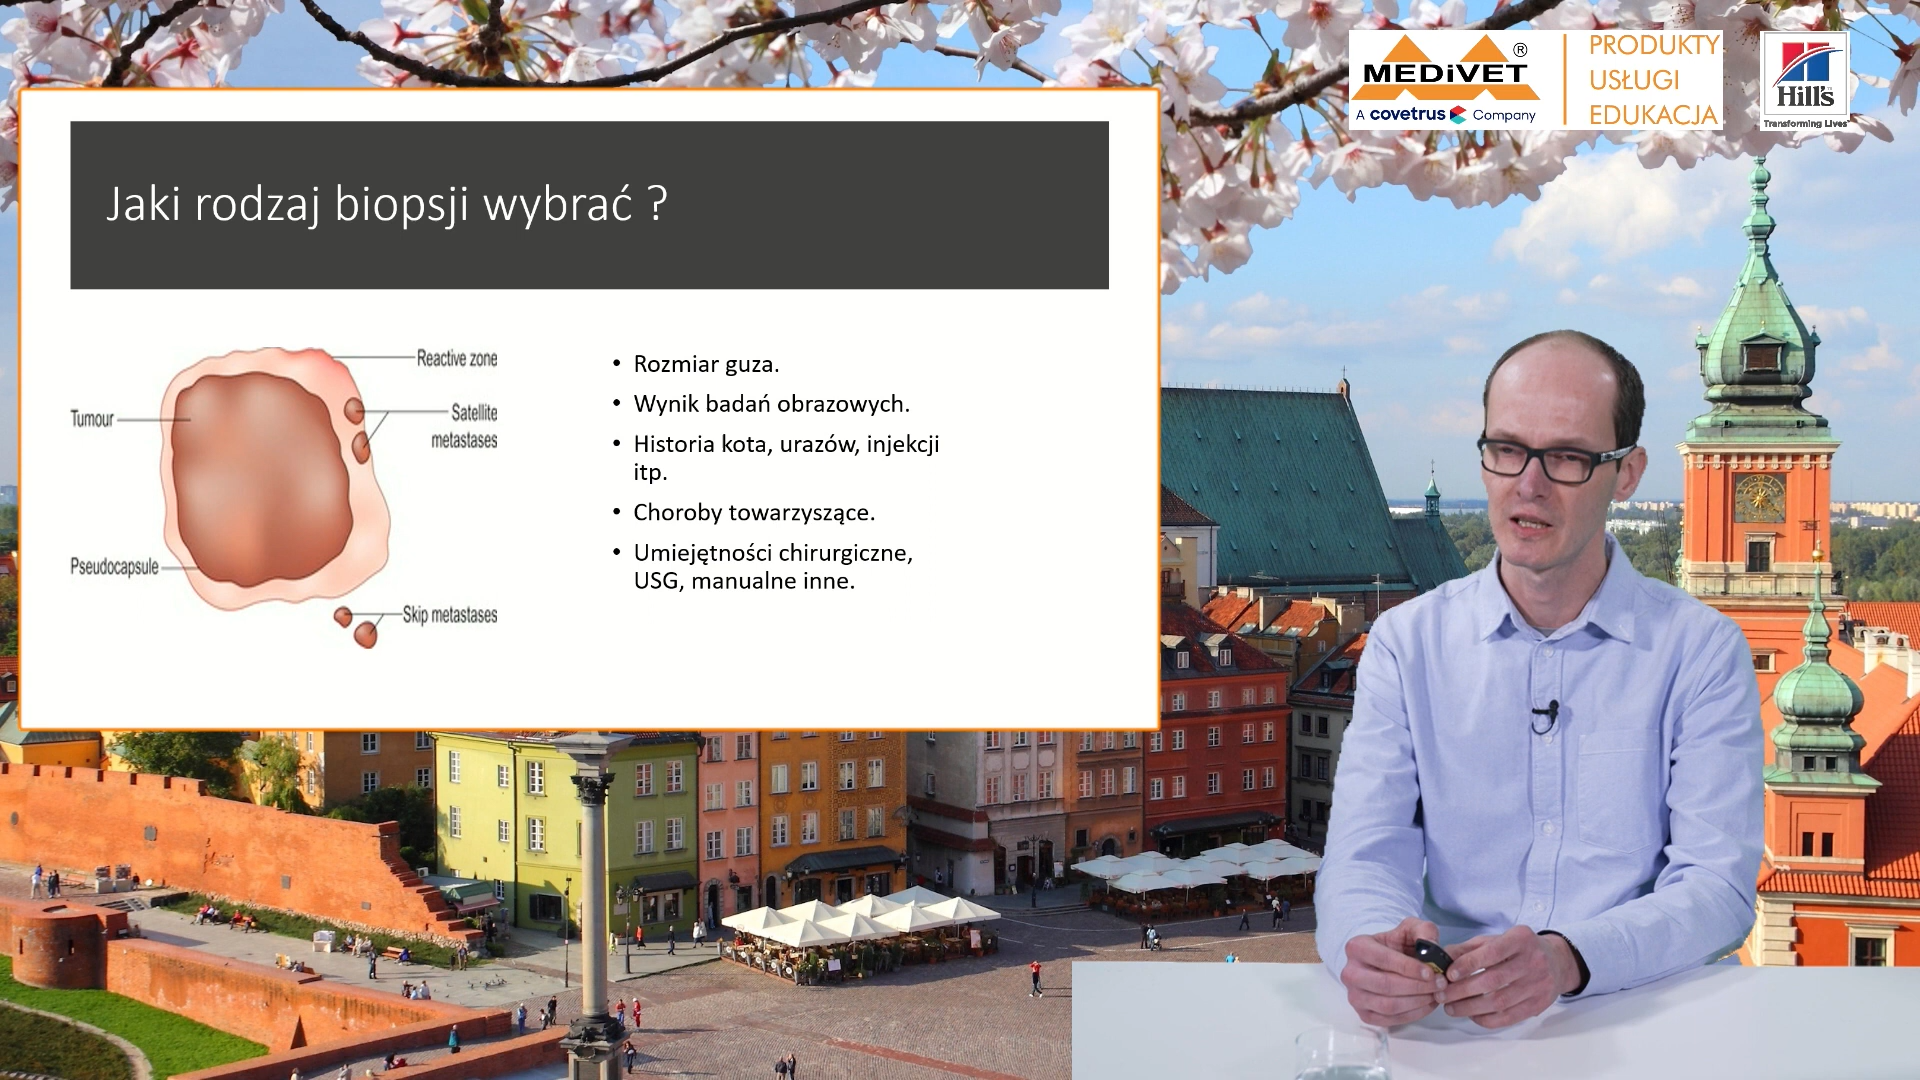 MEDiVET®
A covetrus Company
PRODUKTY
USŁUGI
EDUKACJA
Hill's
Transforming Lives
Jaki rodzaj biopsji wybrać ?
Reactive zone
Tumour
Satellite
metastases
Pseudocapsule
Skip metastases
• Rozmiar guza.
• Wynik badań obrazowych.
• Historia kota, urazów, injekcji
itp.
• Choroby towarzyszące.
• Umiejętności chirurgiczne,
USG, manualne inne.